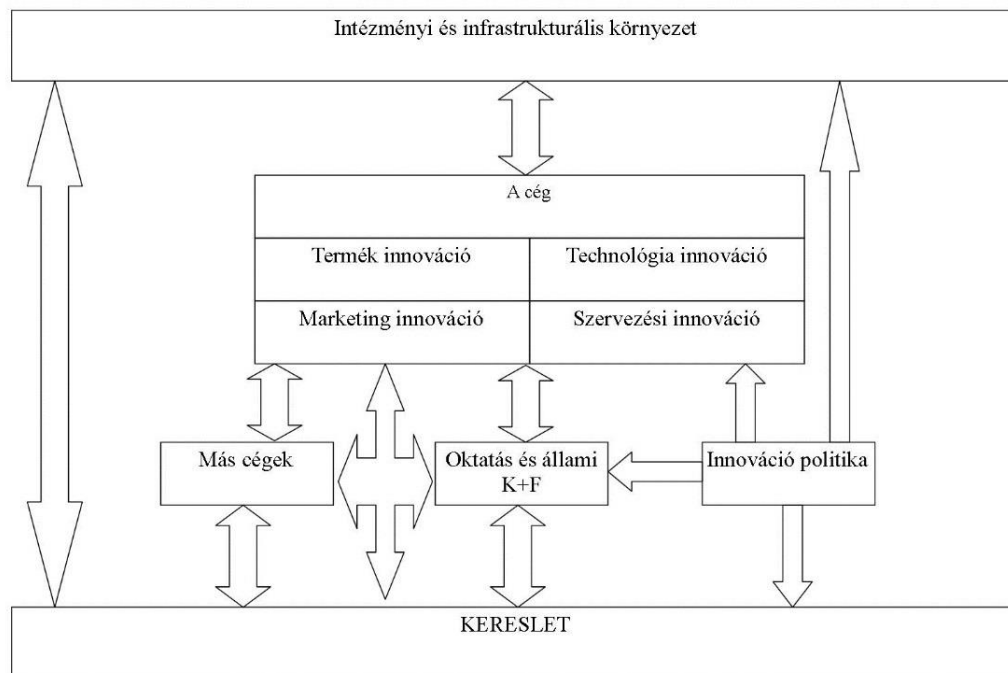 Intézményi és infrastrukturális környezet
A cég
Termék innováció
Technológia innováció
Marketing innováció
Szervezési innováció
Más cégek
Oktatás és állami
K+F
Innováció politika
KERESLET